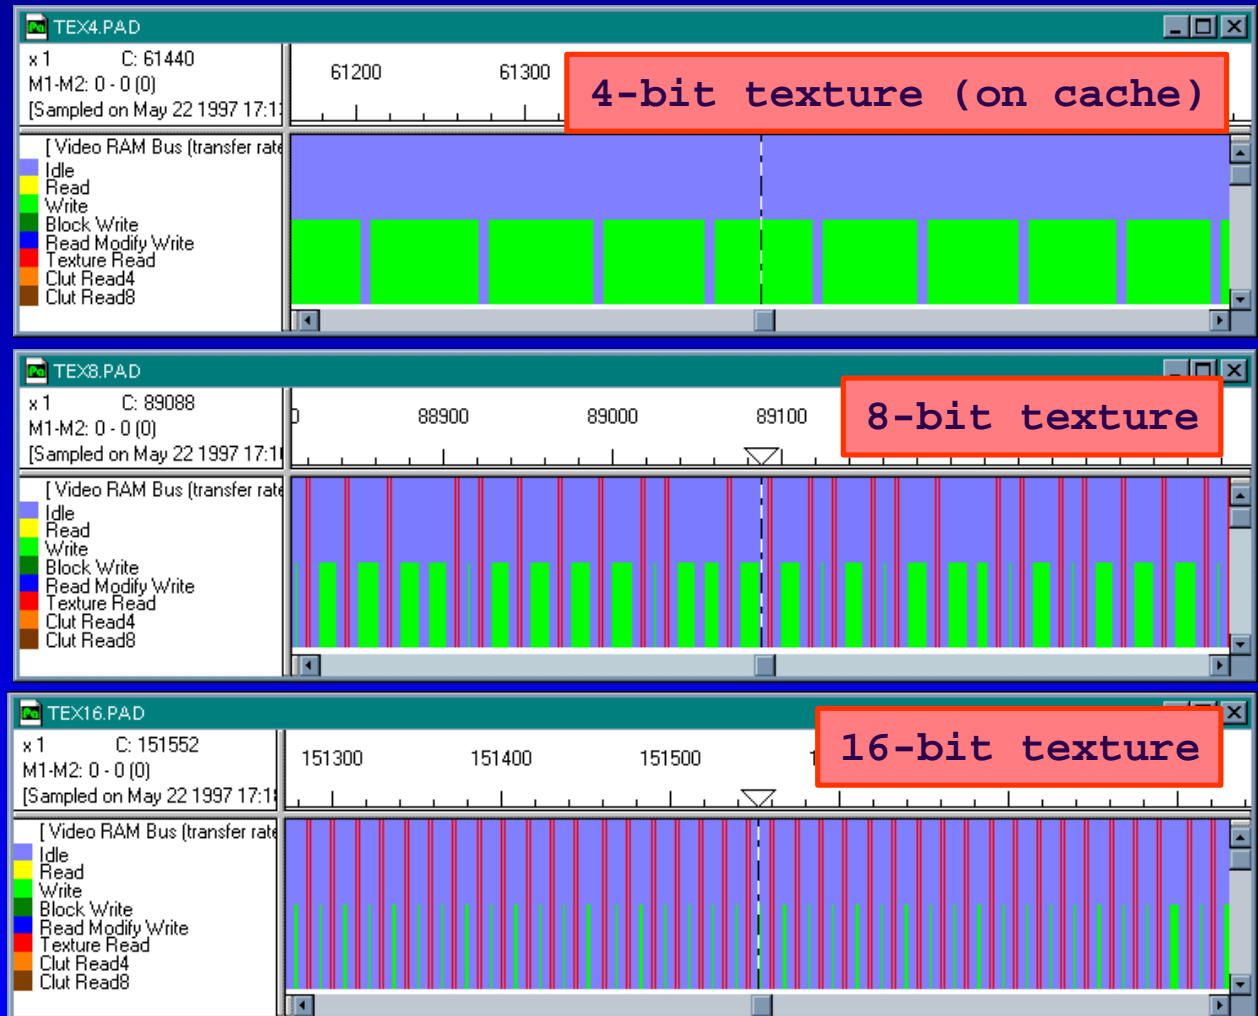 TEX4.PAD
x 1 C: 61440
M1-M2: 0 - 0 (0)
[Sampled on May 22 1997 17:1
61200 61300
4-bit texture (on cache)
[ Video RAM Bus (transfer rate
Idle
Read
Write
Block Write
Read Modify Write
Texture Read
Clut Read4
Clut Read8
TEX8.PAD
x 1 C: 89088
M1-M2: 0 - 0 (0)
[Sampled on May 22 1997 17:1
88900 89000 89100
8-bit texture
[ Video RAM Bus (transfer rate
Idle
Read
Write
Block Write
Read Modify Write
Texture Read
Clut Read4
Clut Read8
TEX16.PAD
x 1 C: 151552
M1-M2: 0 - 0 (0)
[Sampled on May 22 1997 17:1
151300 151400 151500
16-bit texture
[ Video RAM Bus (transfer rate
Idle
Read
Write
Block Write
Read Modify Write
Texture Read
Clut Read4
Clut Read8